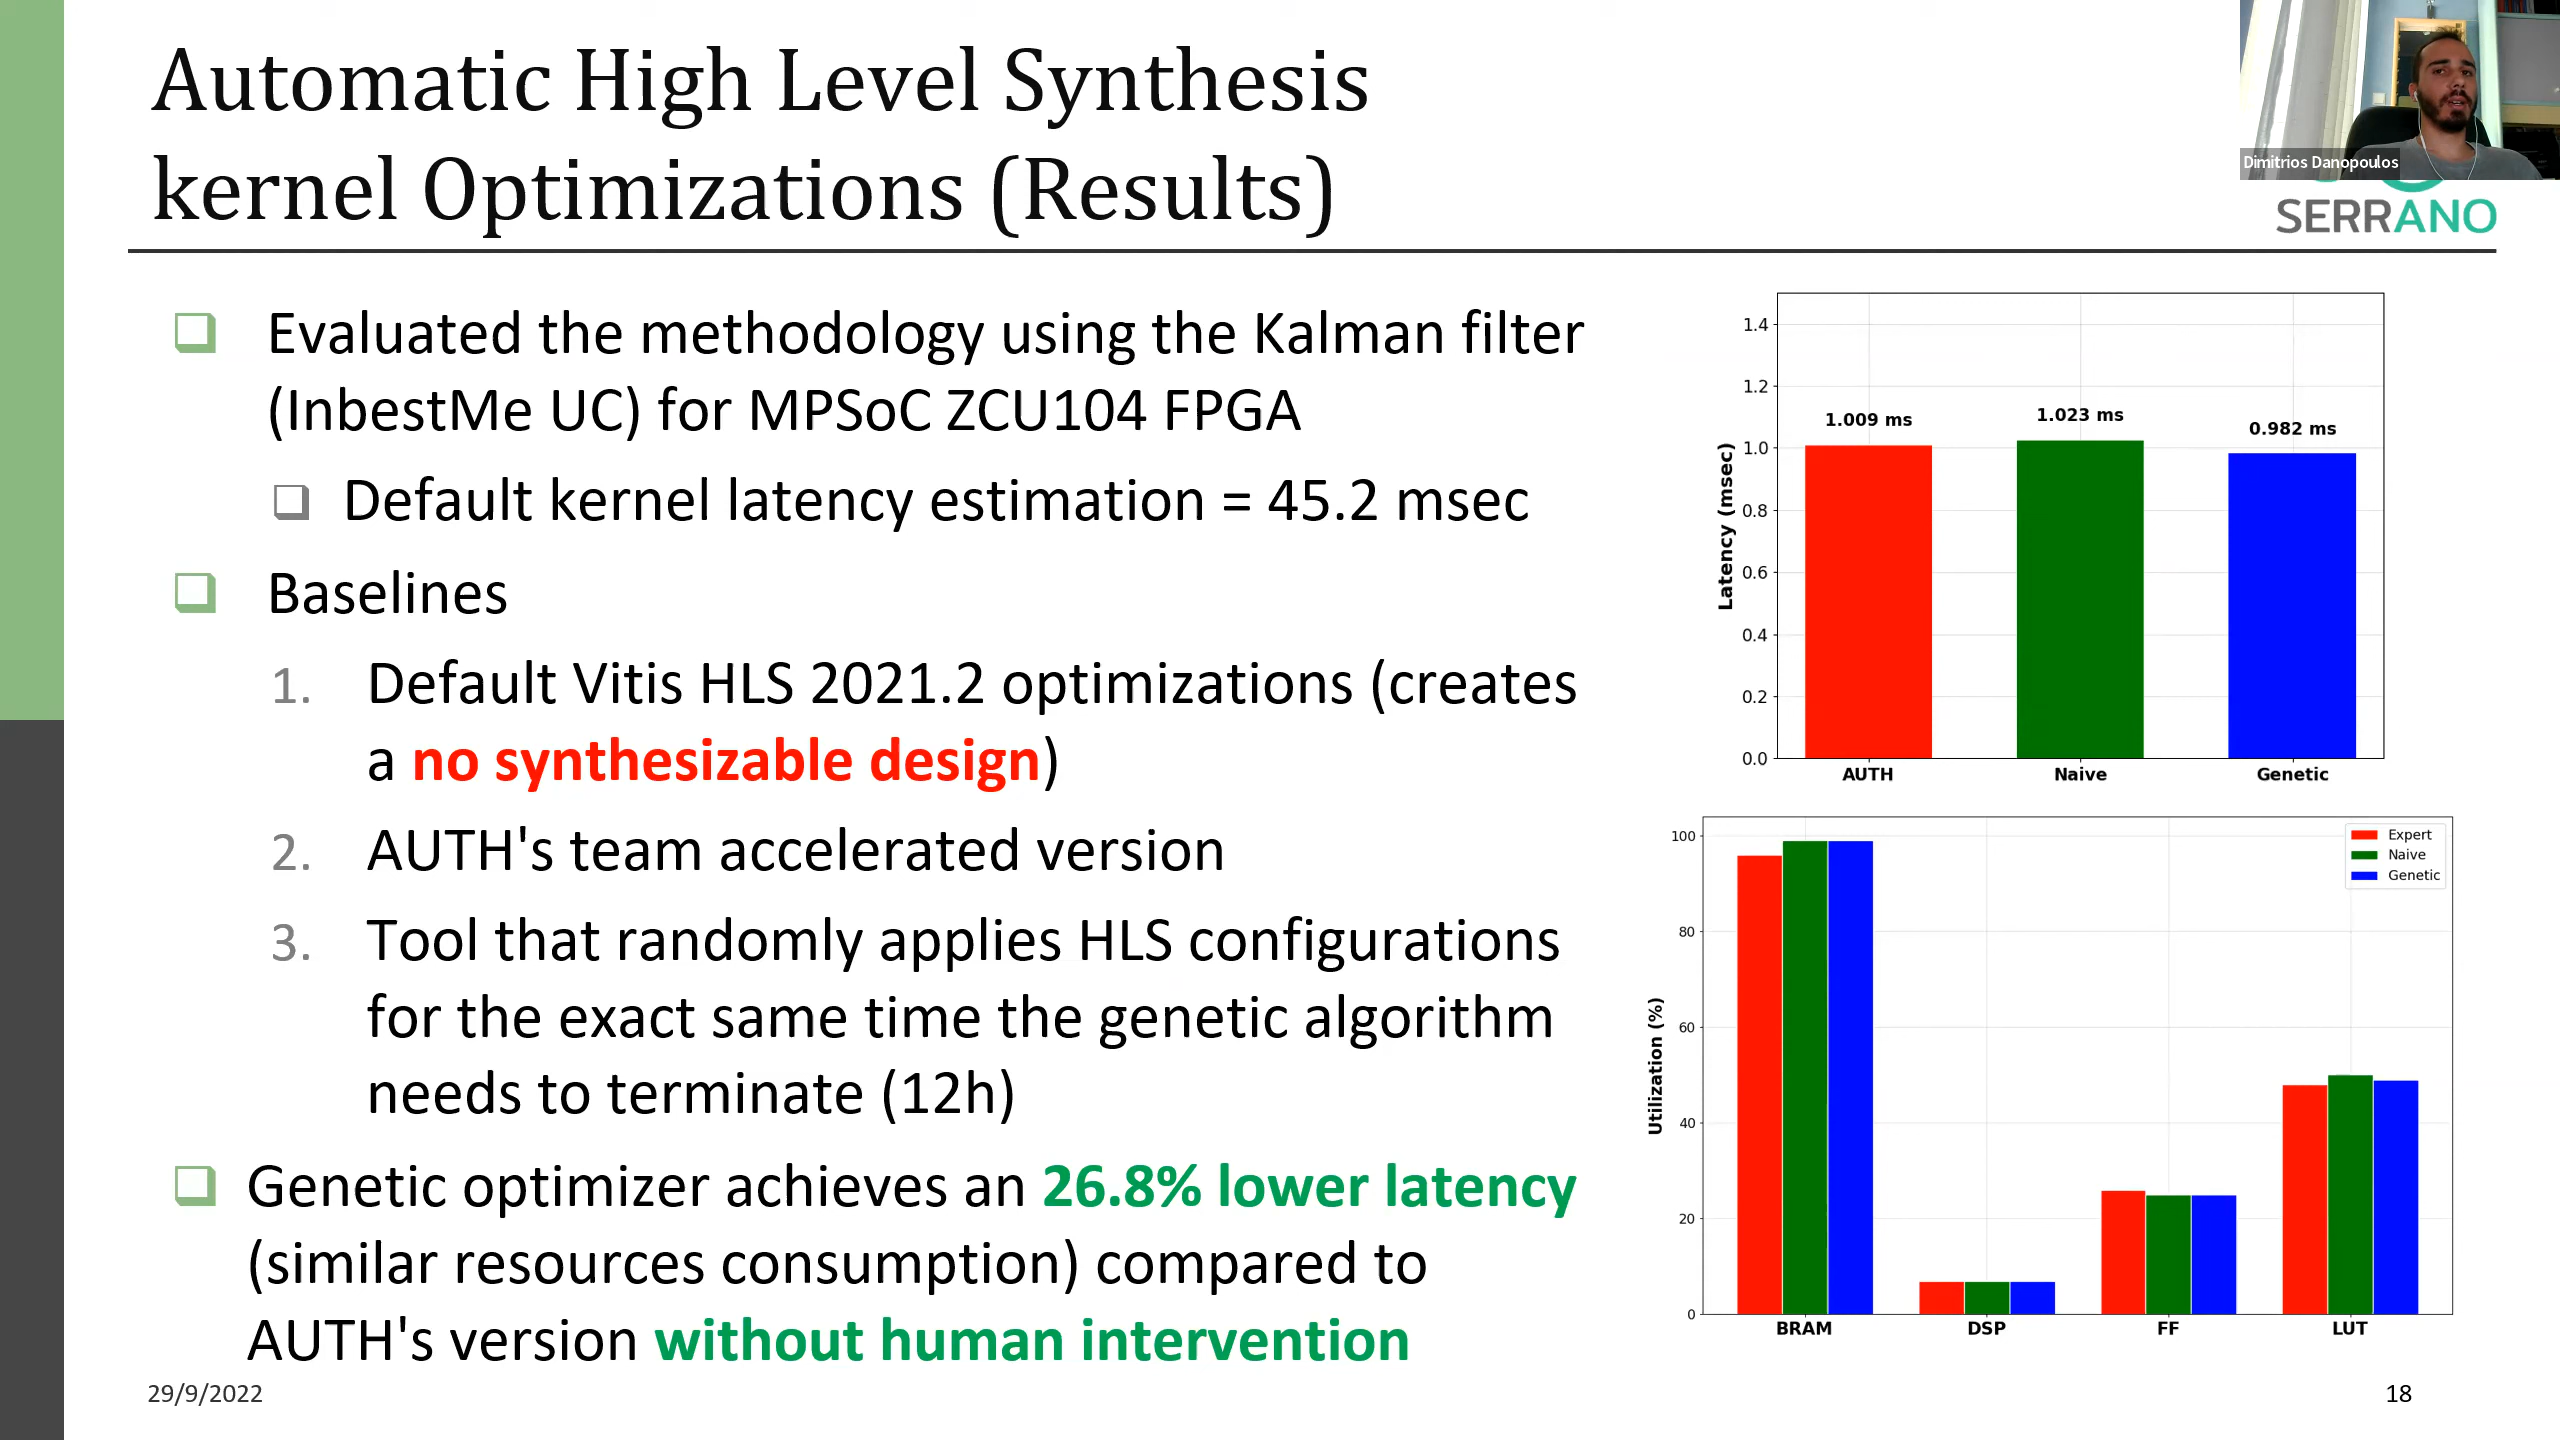 Automatic High Level Synthesis
kernel Optimizations (Results)
Dimitrios Danopoulos
SERRANO
Evaluated the methodology using the Kalman filter
(InbestMe UC) for MPSoC ZCU104 FPGA
Default kernel latency estimation = 45.2 msec
Baselines
1. Default Vitis HLS 2021.2 optimizations (creates
a no synthesizable design)
2. AUTH's team accelerated version
3. Tool that randomly applies HLS configurations
for the exact same time the genetic algorithm
needs to terminate (12h)
Genetic optimizer achieves an 26.8% lower latency
(similar resources consumption) compared to
AUTH's version without human intervention
Latency (msec)
1.4
1.2
1.0
0.8
0.6
0.4
0.2
0.0
1.009 ms
1.023 ms
0.982 ms
AUTH
Naive
Genetic
Utilization (%)
100
80
60
40
20
0
Expert
Naive
Genetic
BRAM
DSP
FF
LUT
29/9/2022
18